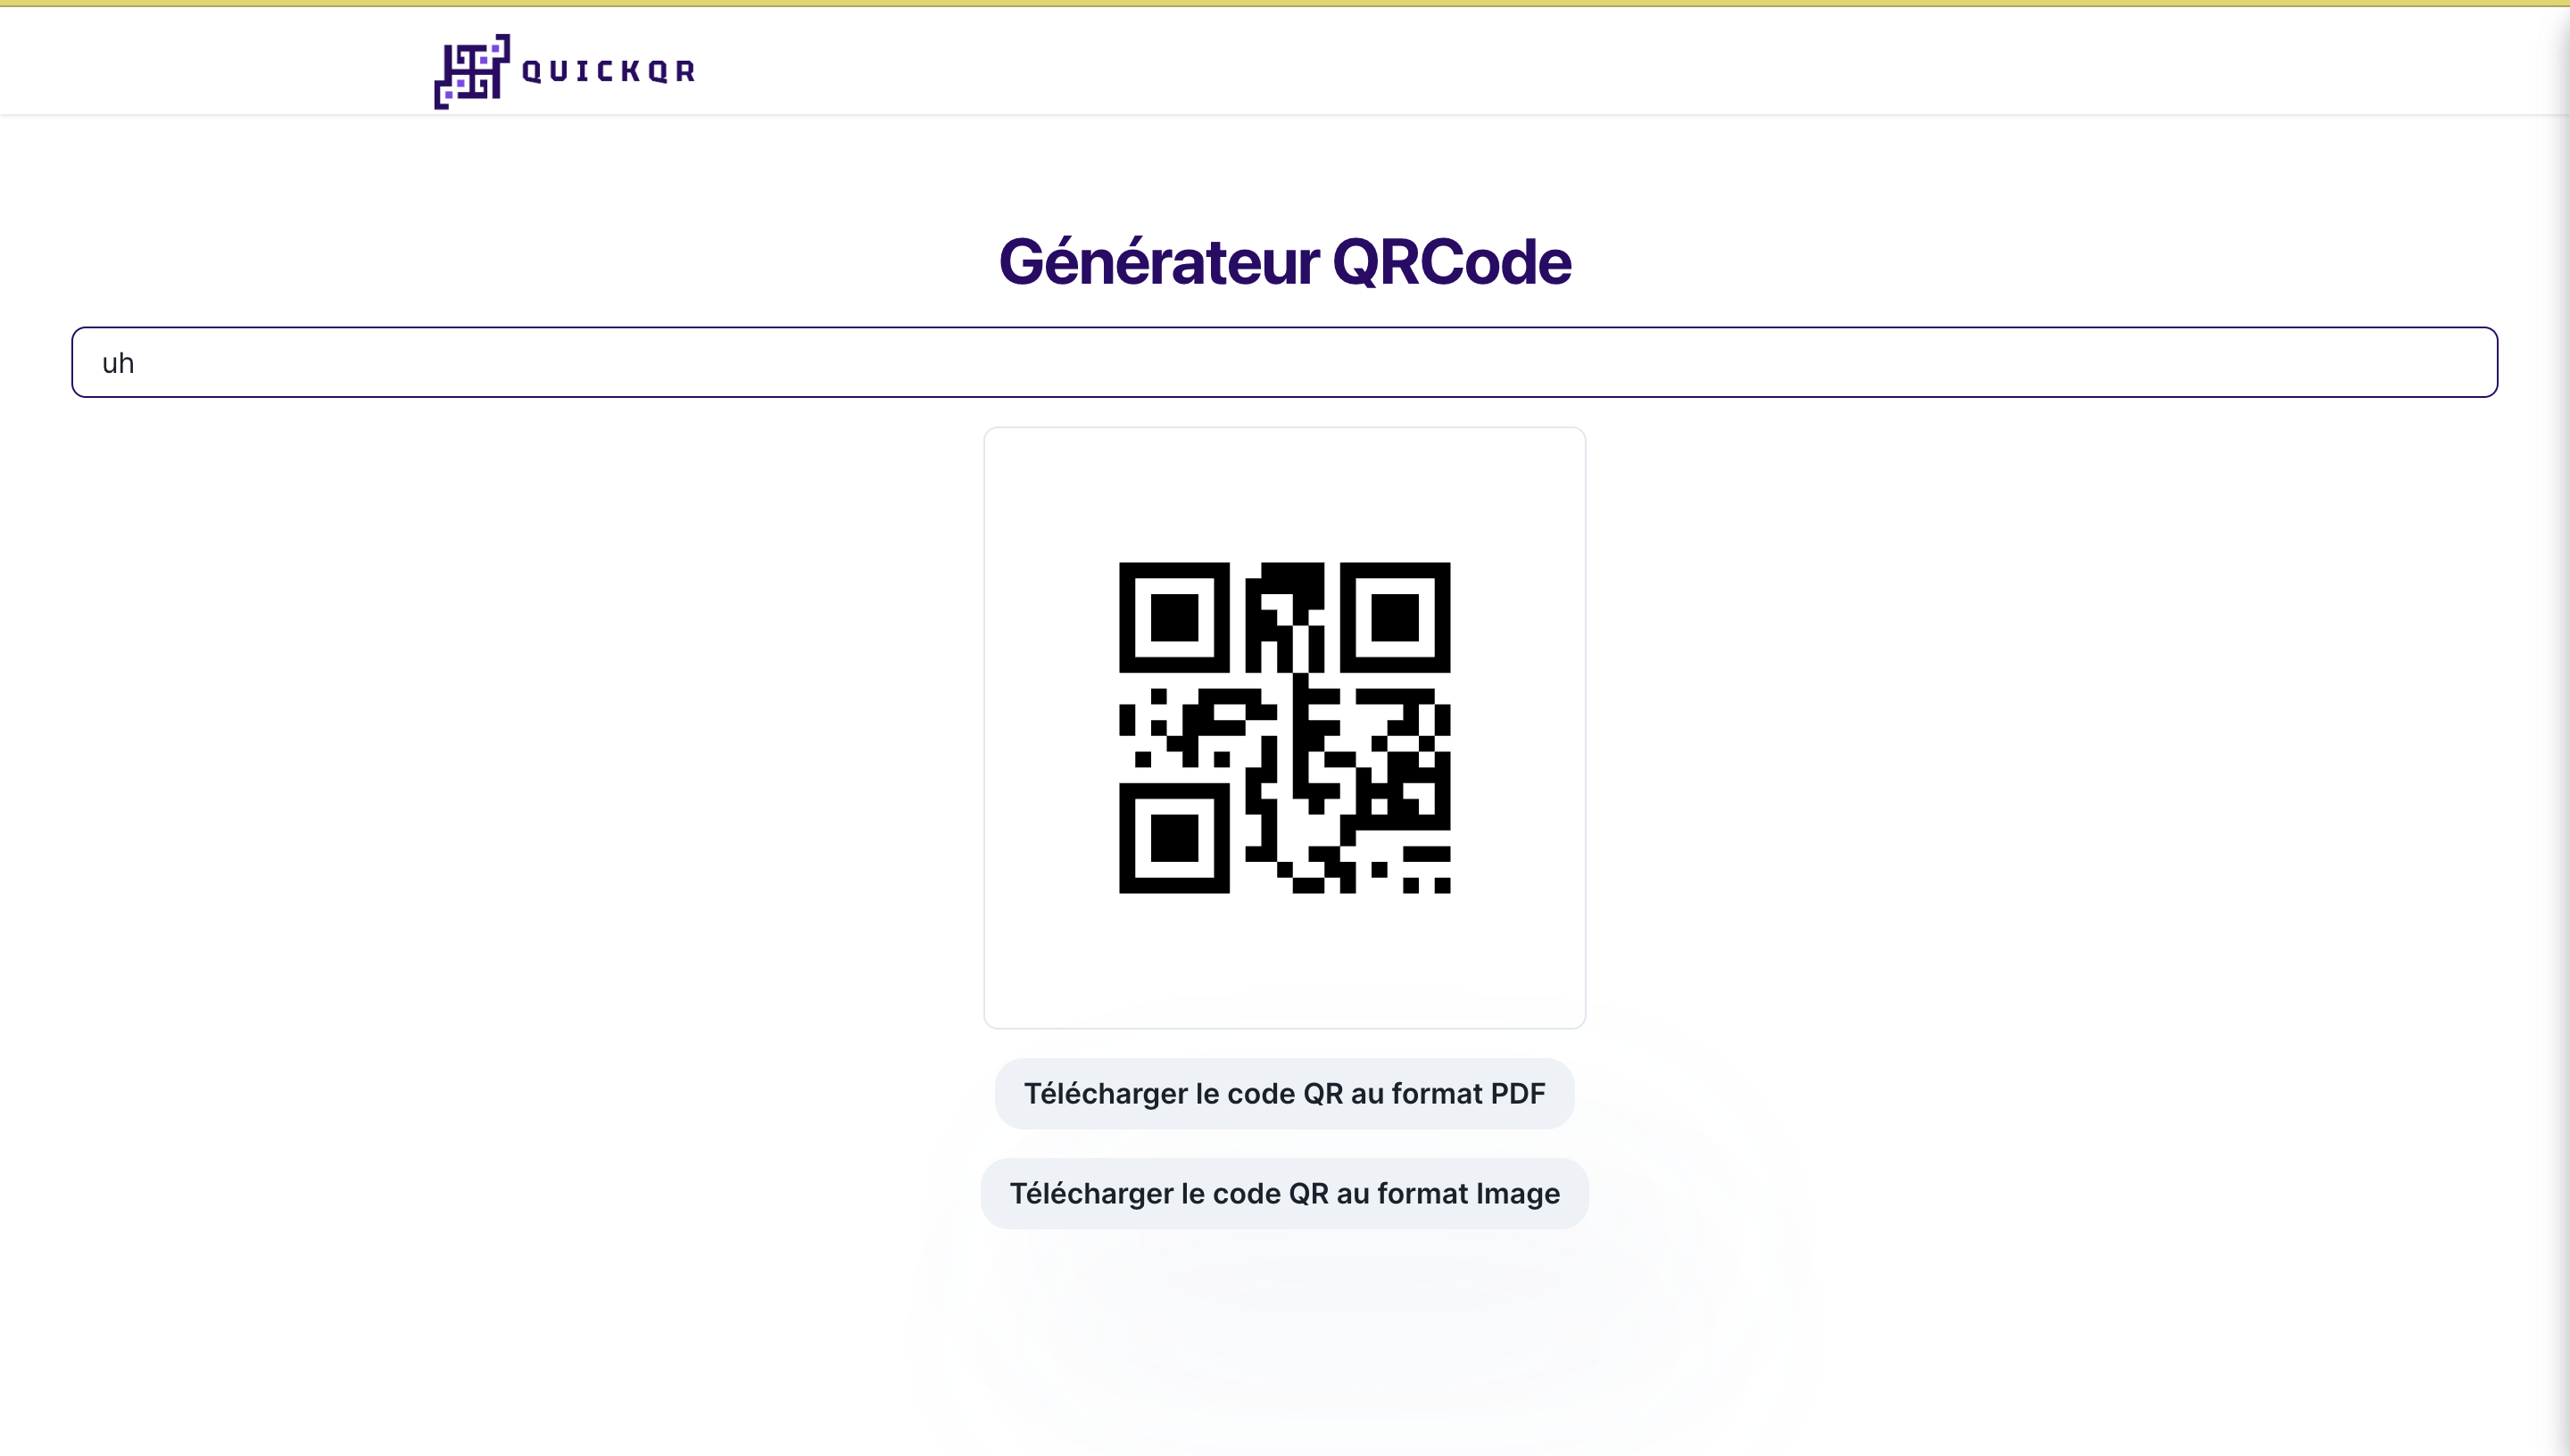 QUICKQR
Générateur QRCode
uh
Télécharger le code QR au format PDF
Télécharger le code QR au format Image